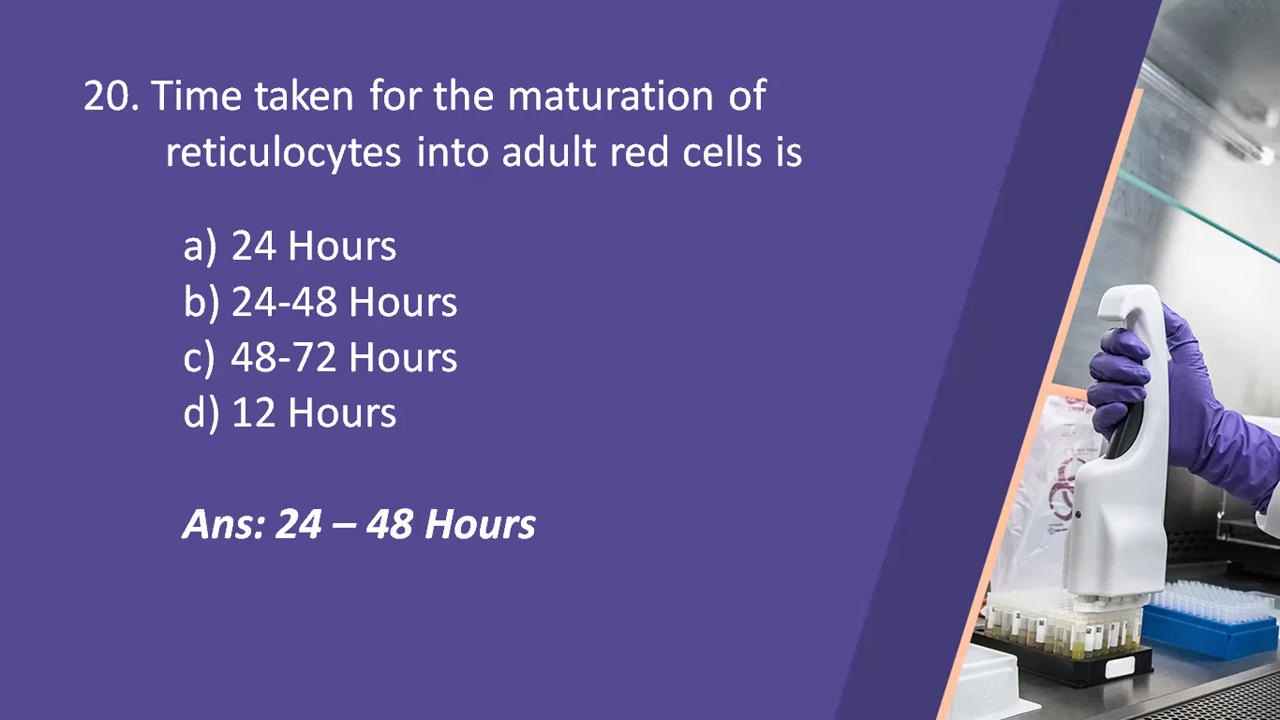 20. Time taken for the maturation of
reticulocytes into adult red cells is
a) 24 Hours
b) 24-48 Hours
c) 48-72 Hours
d) 12 Hours
Ans: 24 – 48 Hours